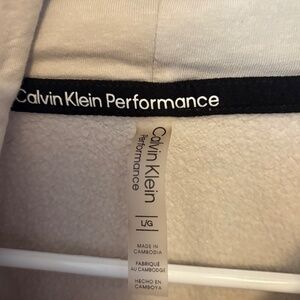 Calvin Klein Performance
Calvin Klein
Performance
L/G
MADE IN
CAMBODIA
FABRIQUÉ
AU CAMBODGE
HECHO EN
CAMBOYA